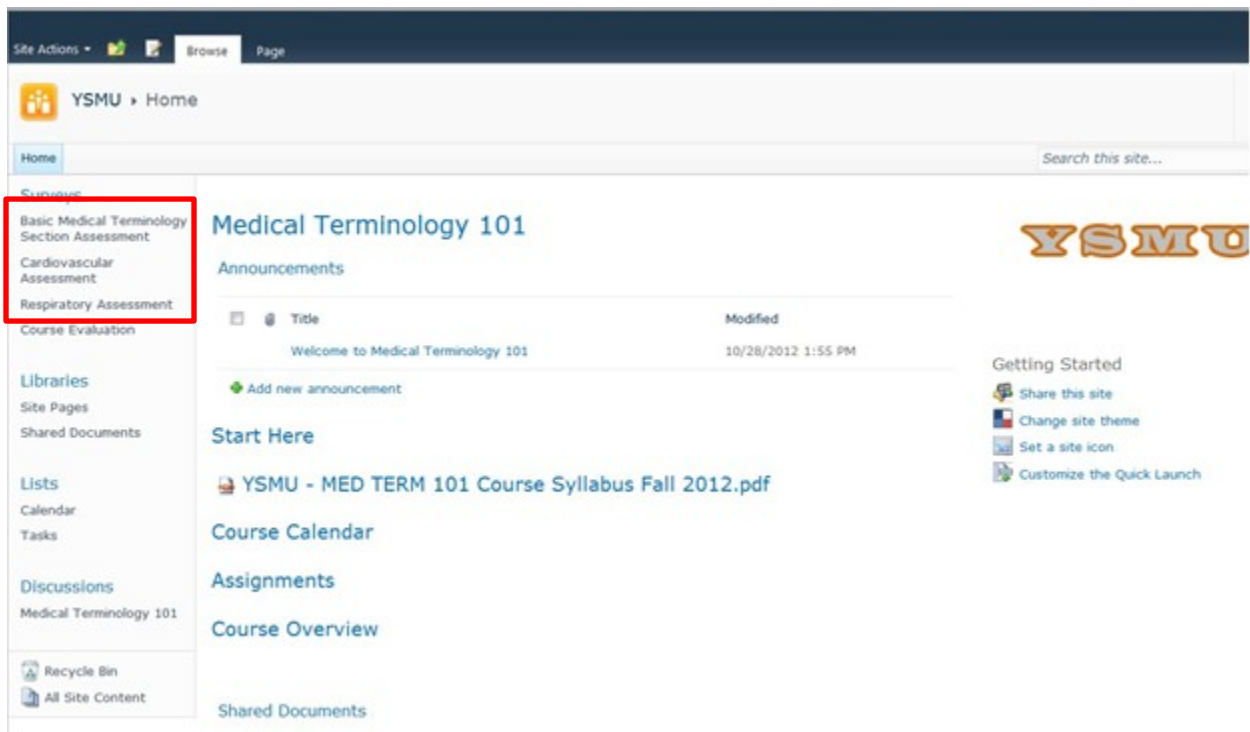 Site Actions Browse Page
YSMU ▸ Home
Home Search this site...
Surveys
Basic Medical Terminology
Section Assessment
Cardiovascular
Assessment
Respiratory Assessment
Course Evaluation
Libraries
Site Pages
Shared Documents
Lists
Calendar
Tasks
Discussions
Medical Terminology 101
Recycle Bin
All Site Content
Medical Terminology 101
Announcements
Title Modified
Welcome to Medical Terminology 101 10/28/2012 1:55 PM
Add new announcement
Start Here
YSMU - MED TERM 101 Course Syllabus Fall 2012.pdf
Course Calendar
Assignments
Course Overview
Shared Documents
YSMU
Getting Started
Share this site
Change site theme
Set a site icon
Customize the Quick Launch